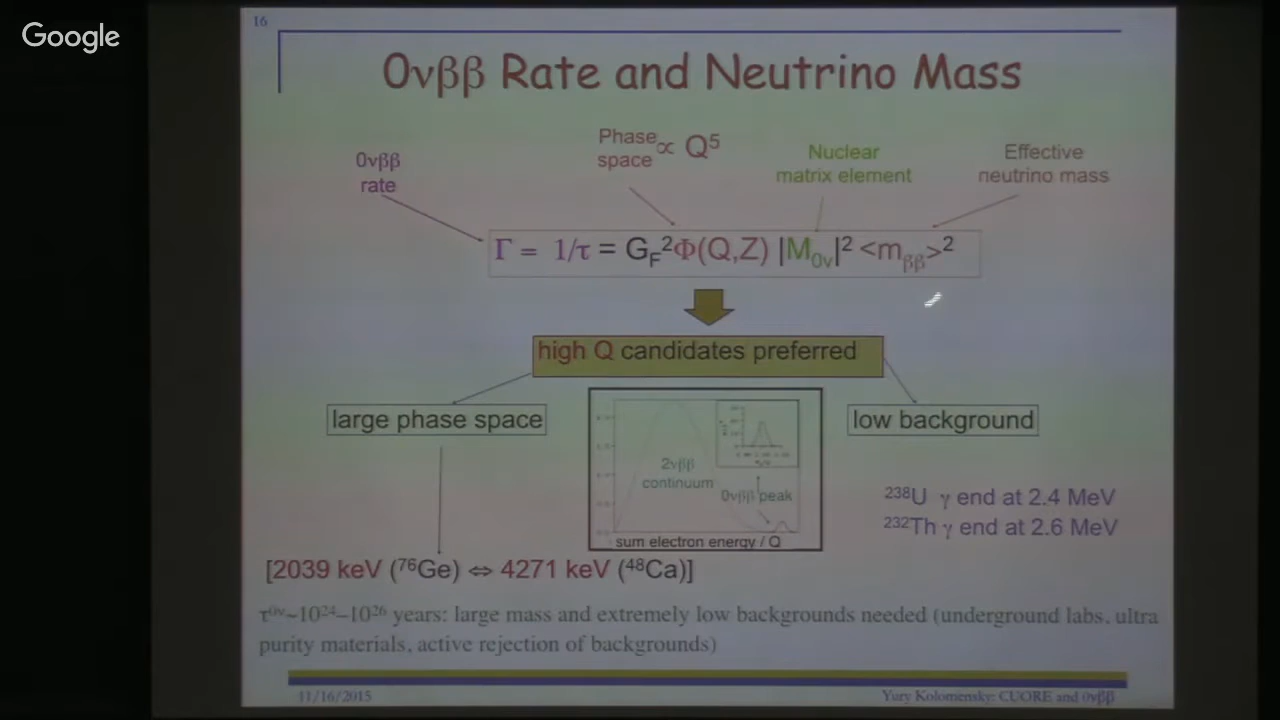 Google
16
0νββ Rate and Neutrino Mass
0νββ
rate
Phase
space ∝ Q⁵
Nuclear
matrix element
Effective
neutrino mass
Γ = 1/τ = G_F²Φ(Q,Z) |M₀ν|² <m_ββ>²
high Q candidates preferred
large phase space
low background
2νββ
continuum
0νββ peak
sum electron energy / Q
²³⁸U γ end at 2.4 MeV
²³²Th γ end at 2.6 MeV
[2039 keV (⁷⁶Ge) ⇔ 4271 keV (⁴⁸Ca)]
τ⁰ᵛ~10²⁴–10²⁶ years: large mass and extremely low backgrounds needed (underground labs, ultra
purity materials, active rejection of backgrounds)
11/16/2015
Yury Kolomensky: CUORE and 0νββ